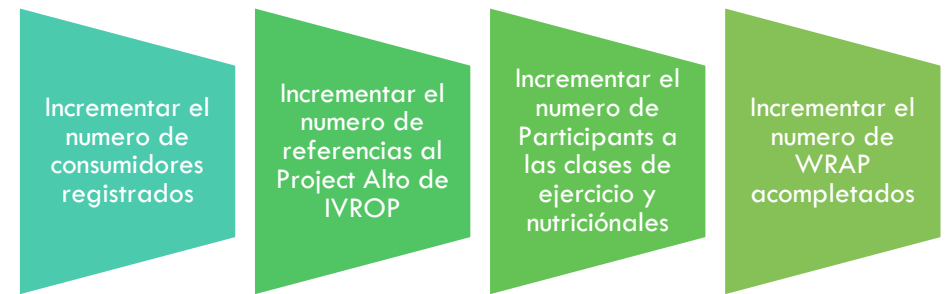 Incrementar el
numero de
consumidores
registrados
Incrementar el
numero de
referencias al
Project Alto de
IVROP
Incrementar el
numero de
Participants a
las clases de
ejercicio y
nutriciónales
Incrementar el
numero de
WRAP
acompletados